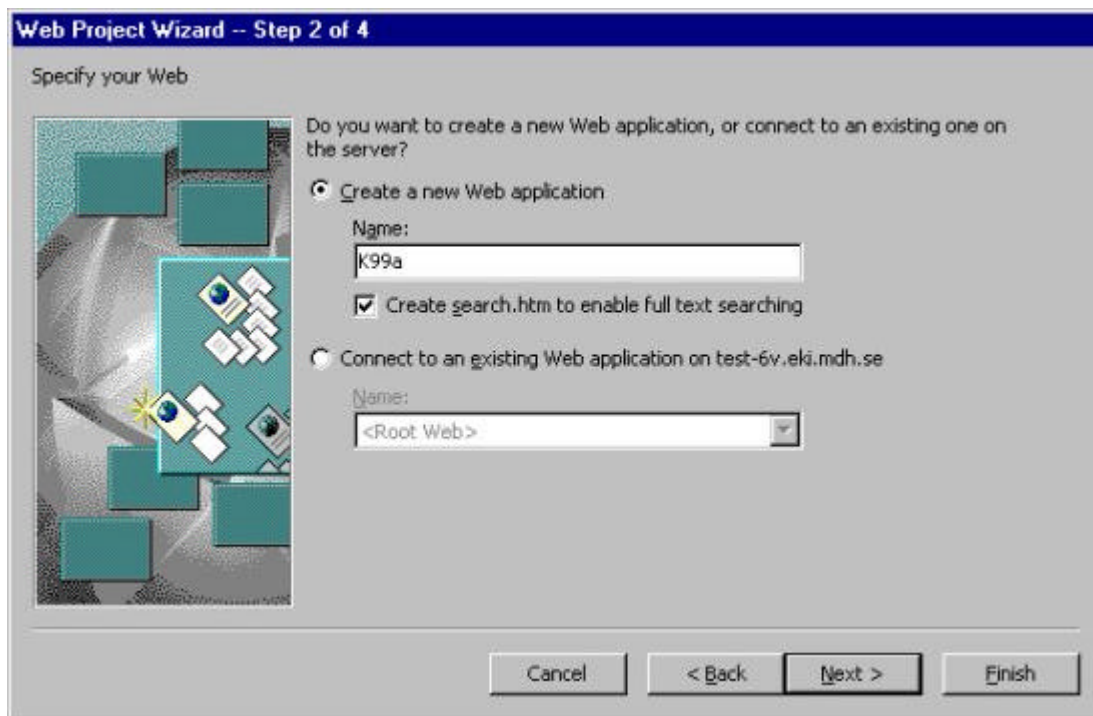 Web Project Wizard -- Step 2 of 4
Specify your Web
Do you want to create a new Web application, or connect to an existing one on
the server?
Create a new Web application
Name:
K99a
Create search.htm to enable full text searching
Connect to an existing Web application on test-6v.eki.mdh.se
Name:
<Root Web>
Cancel
< Back
Next >
Finish